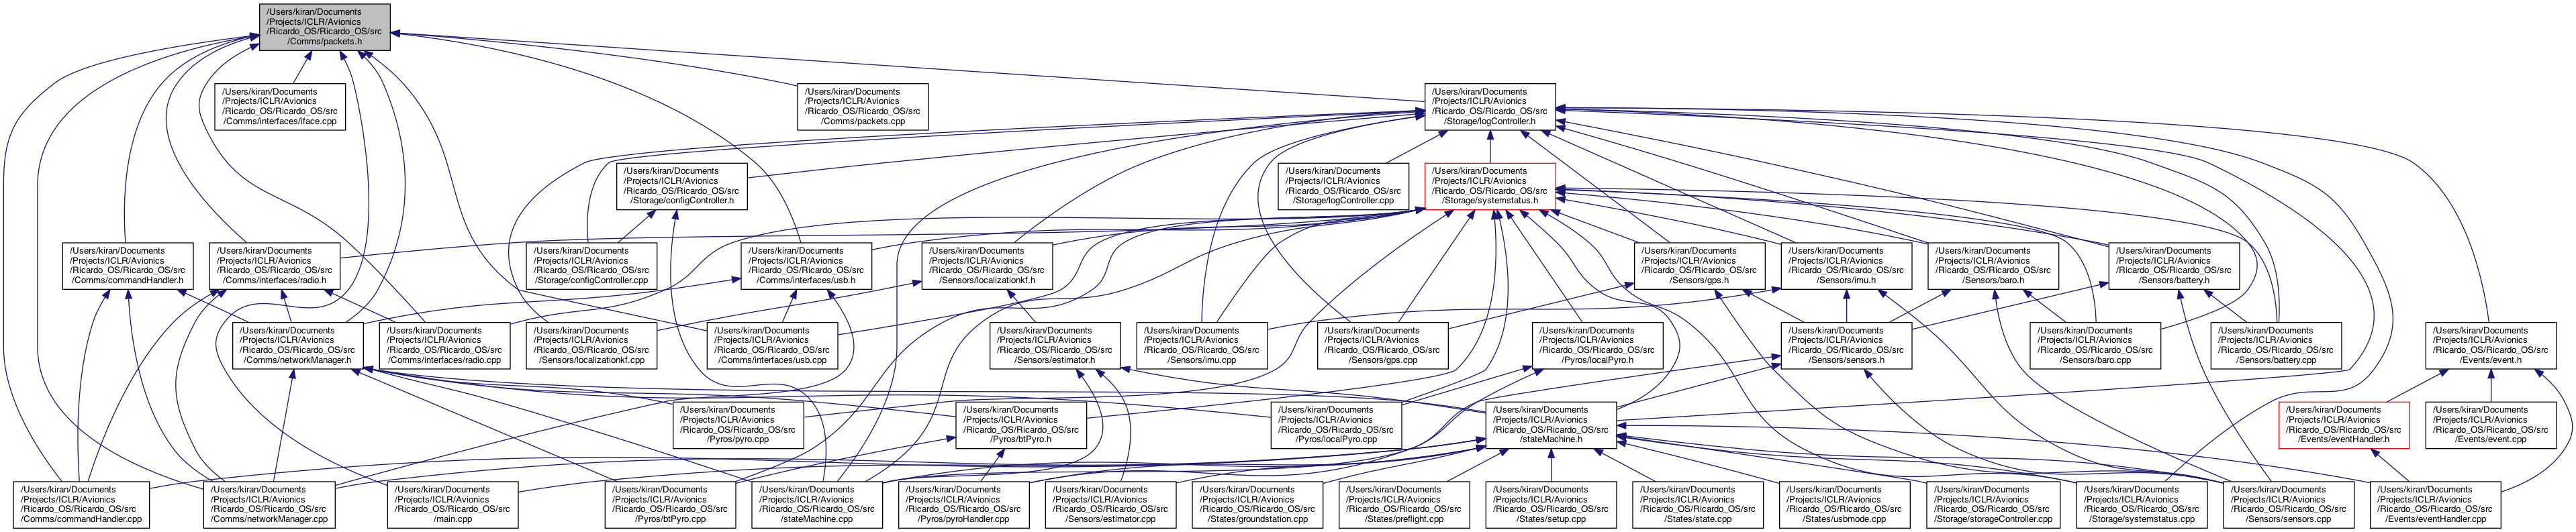 /Users/kiran/Documents
/Projects/ICLR/Avionics
/Ricardo_OS/Ricardo_OS/src
/Comms/packets.h
/Users/kiran/Documents
/Projects/ICLR/Avionics
/Ricardo_OS/Ricardo_OS/src
/Comms/interfaces/iface.cpp
/Users/kiran/Documents
/Projects/ICLR/Avionics
/Ricardo_OS/Ricardo_OS/src
/Comms/packets.cpp
/Users/kiran/Documents
/Projects/ICLR/Avionics
/Ricardo_OS/Ricardo_OS/src
/Storage/logController.h
/Users/kiran/Documents
/Projects/ICLR/Avionics
/Ricardo_OS/Ricardo_OS/src
/Storage/configController.h
/Users/kiran/Documents
/Projects/ICLR/Avionics
/Ricardo_OS/Ricardo_OS/src
/Storage/logController.cpp
/Users/kiran/Documents
/Projects/ICLR/Avionics
/Ricardo_OS/Ricardo_OS/src
/Storage/systemstatus.h
/Users/kiran/Documents
/Projects/ICLR/Avionics
/Ricardo_OS/Ricardo_OS/src
/Comms/commandHandler.h
/Users/kiran/Documents
/Projects/ICLR/Avionics
/Ricardo_OS/Ricardo_OS/src
/Comms/interfaces/radio.h
/Users/kiran/Documents
/Projects/ICLR/Avionics
/Ricardo_OS/Ricardo_OS/src
/Storage/configController.cpp
/Users/kiran/Documents
/Projects/ICLR/Avionics
/Ricardo_OS/Ricardo_OS/src
/Comms/interfaces/usb.h
/Users/kiran/Documents
/Projects/ICLR/Avionics
/Ricardo_OS/Ricardo_OS/src
/Sensors/localizationkf.h
/Users/kiran/Documents
/Projects/ICLR/Avionics
/Ricardo_OS/Ricardo_OS/src
/Sensors/gps.h
/Users/kiran/Documents
/Projects/ICLR/Avionics
/Ricardo_OS/Ricardo_OS/src
/Sensors/imu.h
/Users/kiran/Documents
/Projects/ICLR/Avionics
/Ricardo_OS/Ricardo_OS/src
/Sensors/baro.h
/Users/kiran/Documents
/Projects/ICLR/Avionics
/Ricardo_OS/Ricardo_OS/src
/Sensors/battery.h
/Users/kiran/Documents
/Projects/ICLR/Avionics
/Ricardo_OS/Ricardo_OS/src
/Comms/networkManager.h
/Users/kiran/Documents
/Projects/ICLR/Avionics
/Ricardo_OS/Ricardo_OS/src
/Comms/interfaces/radio.cpp
/Users/kiran/Documents
/Projects/ICLR/Avionics
/Ricardo_OS/Ricardo_OS/src
/Sensors/localizationkf.cpp
/Users/kiran/Documents
/Projects/ICLR/Avionics
/Ricardo_OS/Ricardo_OS/src
/Comms/interfaces/usb.cpp
/Users/kiran/Documents
/Projects/ICLR/Avionics
/Ricardo_OS/Ricardo_OS/src
/Sensors/estimator.h
/Users/kiran/Documents
/Projects/ICLR/Avionics
/Ricardo_OS/Ricardo_OS/src
/Sensors/imu.cpp
/Users/kiran/Documents
/Projects/ICLR/Avionics
/Ricardo_OS/Ricardo_OS/src
/Sensors/gps.cpp
/Users/kiran/Documents
/Projects/ICLR/Avionics
/Ricardo_OS/Ricardo_OS/src
/Pyros/localPyro.h
/Users/kiran/Documents
/Projects/ICLR/Avionics
/Ricardo_OS/Ricardo_OS/src
/Sensors/sensors.h
/Users/kiran/Documents
/Projects/ICLR/Avionics
/Ricardo_OS/Ricardo_OS/src
/Sensors/baro.cpp
/Users/kiran/Documents
/Projects/ICLR/Avionics
/Ricardo_OS/Ricardo_OS/src
/Sensors/battery.cpp
/Users/kiran/Documents
/Projects/ICLR/Avionics
/Ricardo_OS/Ricardo_OS/src
/Events/event.h
/Users/kiran/Documents
/Projects/ICLR/Avionics
/Ricardo_OS/Ricardo_OS/src
/Pyros/pyro.cpp
/Users/kiran/Documents
/Projects/ICLR/Avionics
/Ricardo_OS/Ricardo_OS/src
/Pyros/btPyro.h
/Users/kiran/Documents
/Projects/ICLR/Avionics
/Ricardo_OS/Ricardo_OS/src
/Pyros/localPyro.cpp
/Users/kiran/Documents
/Projects/ICLR/Avionics
/Ricardo_OS/Ricardo_OS/src
/stateMachine.h
/Users/kiran/Documents
/Projects/ICLR/Avionics
/Ricardo_OS/Ricardo_OS/src
/Events/eventHandler.h
/Users/kiran/Documents
/Projects/ICLR/Avionics
/Ricardo_OS/Ricardo_OS/src
/Events/event.cpp
/Users/kiran/Documents
/Projects/ICLR/Avionics
/Ricardo_OS/Ricardo_OS/src
/Comms/commandHandler.cpp
/Users/kiran/Documents
/Projects/ICLR/Avionics
/Ricardo_OS/Ricardo_OS/src
/Comms/networkManager.cpp
/Users/kiran/Documents
/Projects/ICLR/Avionics
/Ricardo_OS/Ricardo_OS/src
/main.cpp
/Users/kiran/Documents
/Projects/ICLR/Avionics
/Ricardo_OS/Ricardo_OS/src
/Pyros/btPyro.cpp
/Users/kiran/Documents
/Projects/ICLR/Avionics
/Ricardo_OS/Ricardo_OS/src
/stateMachine.cpp
/Users/kiran/Documents
/Projects/ICLR/Avionics
/Ricardo_OS/Ricardo_OS/src
/Pyros/pyroHandler.cpp
/Users/kiran/Documents
/Projects/ICLR/Avionics
/Ricardo_OS/Ricardo_OS/src
/Sensors/estimator.cpp
/Users/kiran/Documents
/Projects/ICLR/Avionics
/Ricardo_OS/Ricardo_OS/src
/States/groundstation.cpp
/Users/kiran/Documents
/Projects/ICLR/Avionics
/Ricardo_OS/Ricardo_OS/src
/States/preflight.cpp
/Users/kiran/Documents
/Projects/ICLR/Avionics
/Ricardo_OS/Ricardo_OS/src
/States/setup.cpp
/Users/kiran/Documents
/Projects/ICLR/Avionics
/Ricardo_OS/Ricardo_OS/src
/States/state.cpp
/Users/kiran/Documents
/Projects/ICLR/Avionics
/Ricardo_OS/Ricardo_OS/src
/States/usbmode.cpp
/Users/kiran/Documents
/Projects/ICLR/Avionics
/Ricardo_OS/Ricardo_OS/src
/Storage/storageController.cpp
/Users/kiran/Documents
/Projects/ICLR/Avionics
/Ricardo_OS/Ricardo_OS/src
/Storage/systemstatus.cpp
/Users/kiran/Documents
/Projects/ICLR/Avionics
/Ricardo_OS/Ricardo_OS/src
/Sensors/sensors.cpp
/Users/kiran/Documents
/Projects/ICLR/Avionics
/Ricardo_OS/Ricardo_OS/src
/Events/eventHandler.cpp